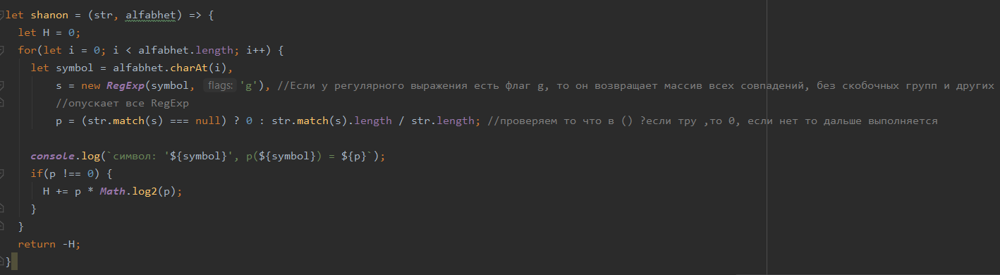 let shanon = (str, alfabhet) => {
let H = 0;
for(let i = 0; i < alfabhet.length; i++) {
let symbol = alfabhet.charAt(i),
s = new RegExp(symbol, flags: 'g'), //Если у регулярного выражения есть флаг g, то он возвращает массив всех совпадений, без скобочных групп и других
//опускает все RegExp
p = (str.match(s) === null) ? 0 : str.match(s).length / str.length; //проверяем то что в () ?если тру ,то 0, если нет то дальше выполняется
console.log(`символ: '${symbol}', p(${symbol}) = ${p}`);
if(p !== 0) {
H += p * Math.log2(p);
}
}
return -H;
}